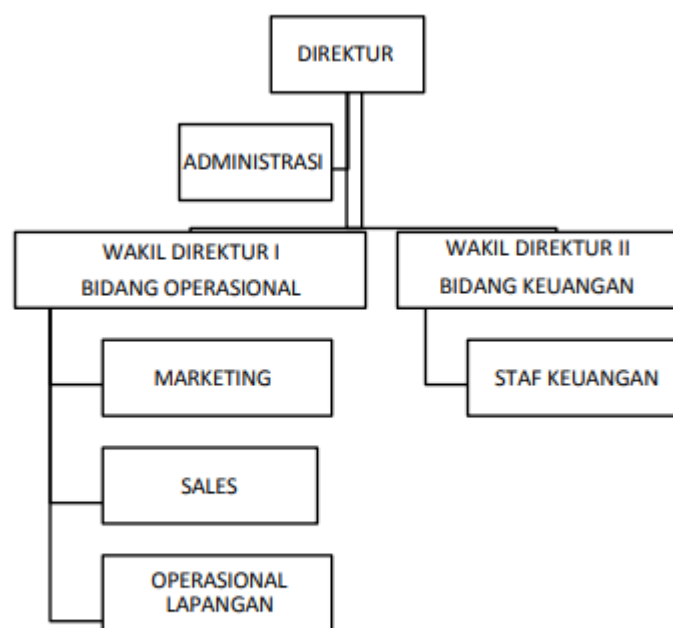 DIREKTUR
ADMINISTRASI
WAKIL DIREKTUR I
BIDANG OPERASIONAL
WAKIL DIREKTUR II
BIDANG KEUANGAN
MARKETING
STAF KEUANGAN
SALES
OPERASIONAL
LAPANGAN